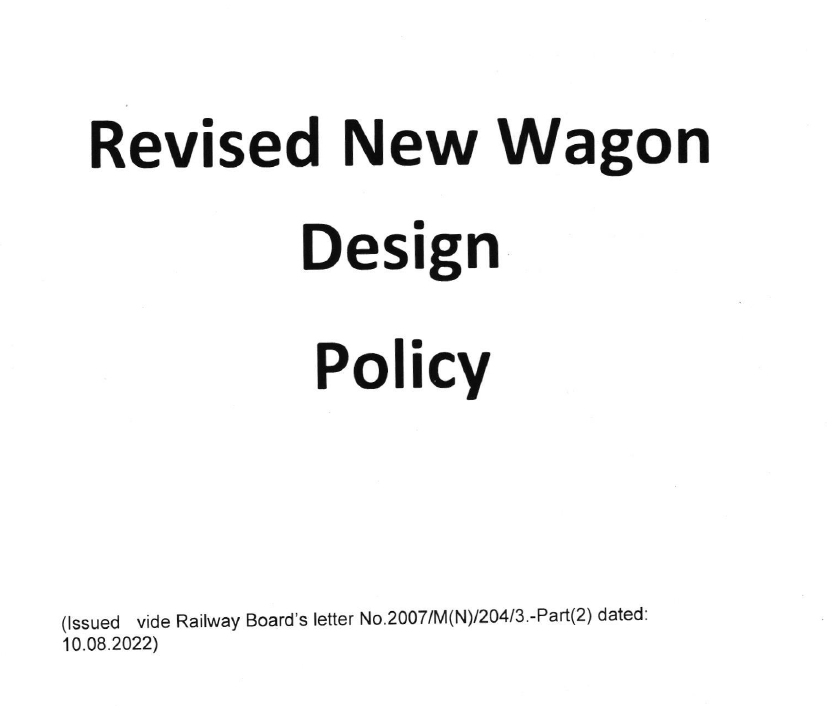 Revised New Wagon
Design
Policy
(Issued vide Railway Board's letter No.2007/M(N)/204/3.-Part(2) dated:
10.08.2022)